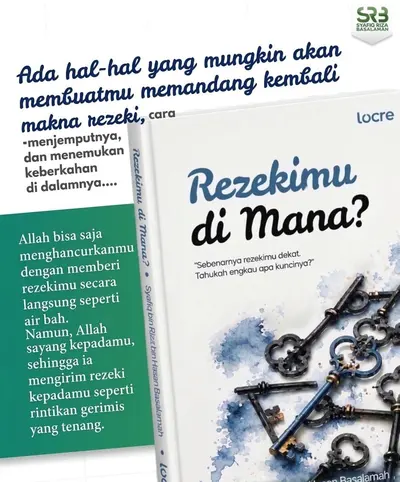 SRB
SYAFIQ RIZA
BASALAMAH
Ada hal-hal yang mungkin akan
membuatmu memandang kembali
makna rezeki, cara
-menjemputnya,
dan menemukan
keberkahan
di dalamnya....
Allah bisa saja
menghancurkanmu
dengan memberi
rezekimu secara
langsung seperti
air bah.
Namun, Allah
sayang kepadamu,
sehingga ia
mengirim rezeki
kepadamu seperti
rintikan gerimis
yang tenang.
Rezekimu di Mana? • Syafiq bin Riza bin Hasan Basalamah locre
locre
Rezekimu
di Mana?
"Sebenarnya rezekimu dekat.
Tahukah engkau apa kuncinya?"
Basalamah